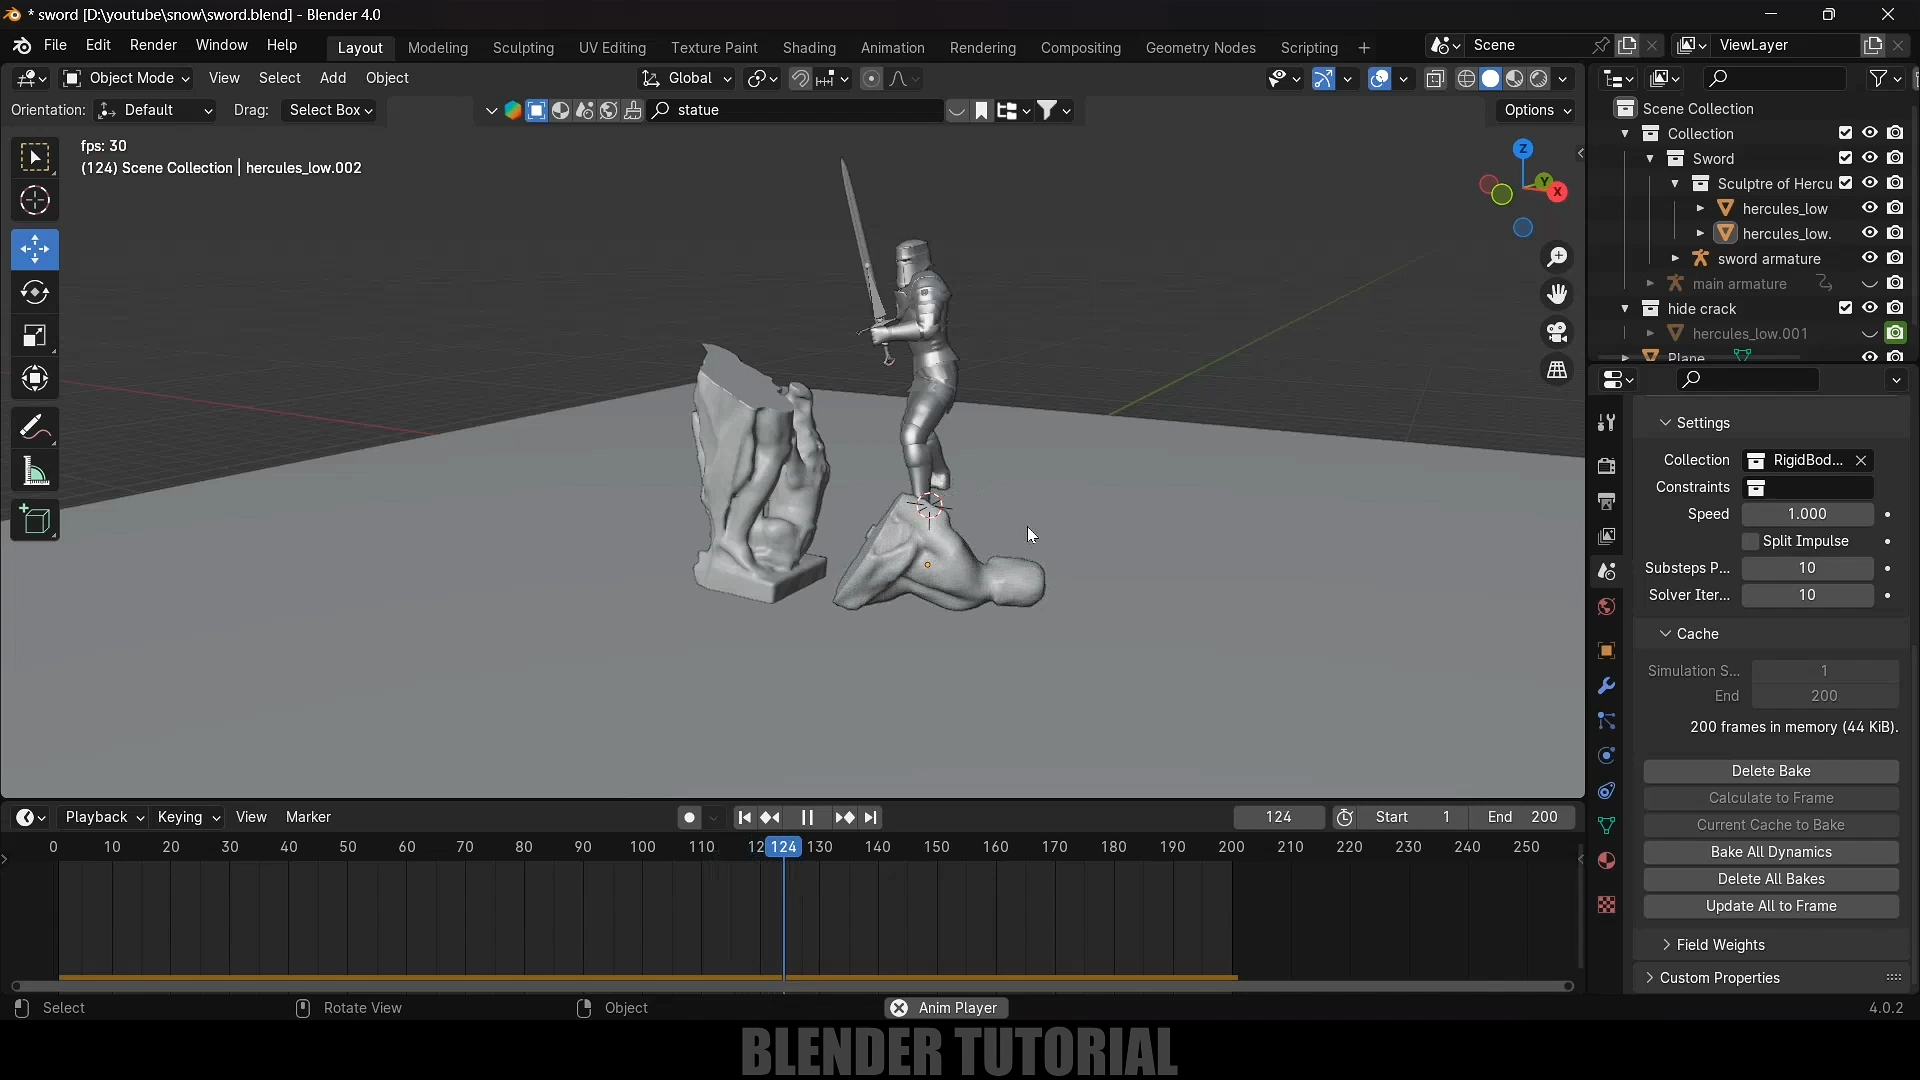 * sword [D:\youtube\snow\sword.blend] - Blender 4.0
File Edit Render Window Help Layout Modeling Sculpting UV Editing Texture Paint Shading Animation Rendering Compositing Geometry Nodes Scripting + Scene ViewLayer
Object Mode View Select Add Object Global
Orientation: Default Drag: Select Box statue Options
fps: 30
(124) Scene Collection | hercules_low.002
Z
Y
X
Scene Collection
Collection
Sword
Sculptre of Hercu
hercules_low
hercules_low.
sword armature
main armature
hide crack
hercules_low.001
Plane
Settings
Collection RigidBod...
Constraints
Speed 1.000
Split Impulse
Substeps P... 10
Solver Iter... 10
Cache
Simulation S... 1
End 200
200 frames in memory (44 KiB).
Delete Bake
Calculate to Frame
Current Cache to Bake
Bake All Dynamics
Delete All Bakes
Update All to Frame
Field Weights
Custom Properties
Playback Keying View Marker 124 Start 1 End 200
0 10 20 30 40 50 60 70 80 90 100 110 12 124 130 140 150 160 170 180 190 200 210 220 230 240 250
Select Rotate View Object Anim Player 4.0.2
BLENDER TUTORIAL